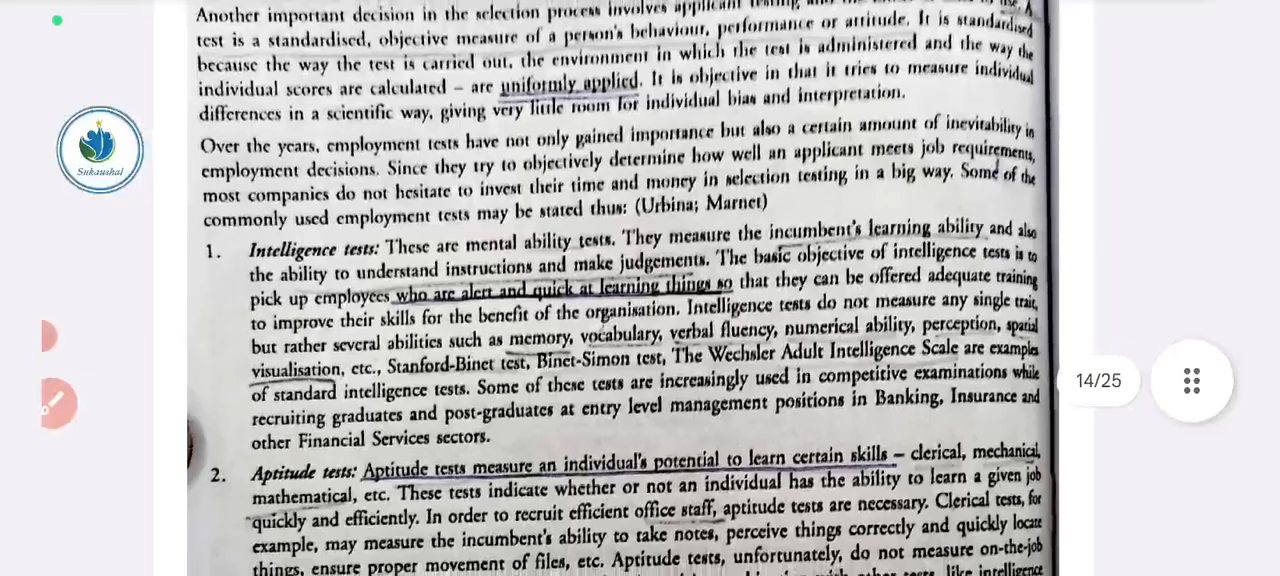 Another important decision in the selection process involves applicant testing and the
test is a standardised, objective measure of a person's behaviour, performance or attitude. It is standardised
because the way the test is carried out, the environment in which the test is administered and the way the
individual scores are calculated – are uniformly applied. It is objective in that it tries to measure individual
differences in a scientific way, giving very little room for individual bias and interpretation.
Over the years, employment tests have not only gained importance but also a certain amount of inevitability in
employment decisions. Since they try to objectively determine how well an applicant meets job requirements,
most companies do not hesitate to invest their time and money in selection testing in a big way. Some of the
commonly used employment tests may be stated thus: (Urbina; Marnet)
1. Intelligence tests: These are mental ability tests. They measure the incumbent's learning ability and also
the ability to understand instructions and make judgements. The basic objective of intelligence tests is to
pick up employees who are alert and quick at learning things so that they can be offered adequate training
to improve their skills for the benefit of the organisation. Intelligence tests do not measure any single trait,
but rather several abilities such as memory, vocabulary, verbal fluency, numerical ability, perception, spatial
visualisation, etc., Stanford-Binet test, Binet-Simon test, The Wechsler Adult Intelligence Scale are examples
of standard intelligence tests. Some of these tests are increasingly used in competitive examinations while
recruiting graduates and post-graduates at entry level management positions in Banking, Insurance and
other Financial Services sectors.
2. Aptitude tests: Aptitude tests measure an individual's potential to learn certain skills – clerical, mechanical,
mathematical, etc. These tests indicate whether or not an individual has the ability to learn a given job
quickly and efficiently. In order to recruit efficient office staff, aptitude tests are necessary. Clerical tests, for
example, may measure the incumbent's ability to take notes, perceive things correctly and quickly locate
things, ensure proper movement of files, etc. Aptitude tests, unfortunately, do not measure on-the-job
with other tests, like intelligence
Sukaushal
14/25